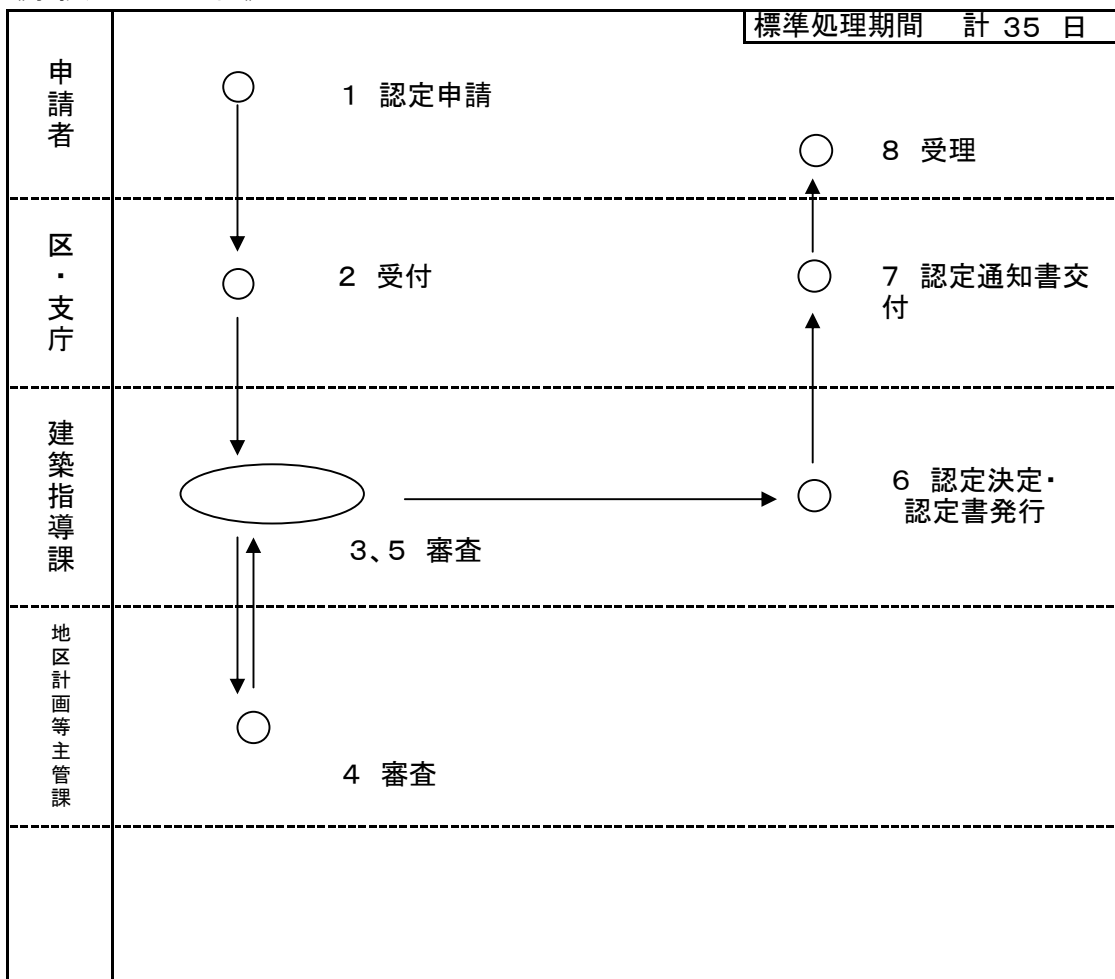 標準処理期間 計 35 日
申請者
1 認定申請
8 受理
区・支庁
2 受付
7 認定通知書交
付
建築指導課
3、5 審査
6 認定決定・
認定書発行
地区計画等主管課
4 審査